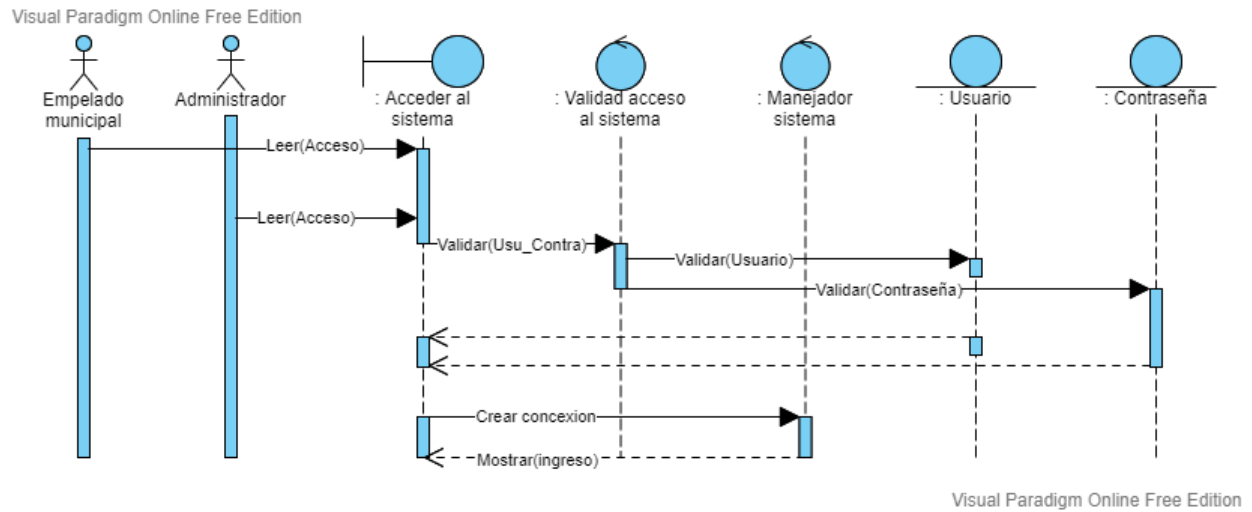 Visual Paradigm Online Free Edition
Empelado
municipal
Administrador
: Acceder al
sistema
: Validad acceso
al sistema
: Manejador
sistema
: Usuario
: Contraseña
Leer(Acceso)
Leer(Acceso)
Validar(Usu_Contra)
Validar(Usuario)
Validar(Contraseña)
Crear concexion
Mostrar(ingreso)
Visual Paradigm Online Free Edition